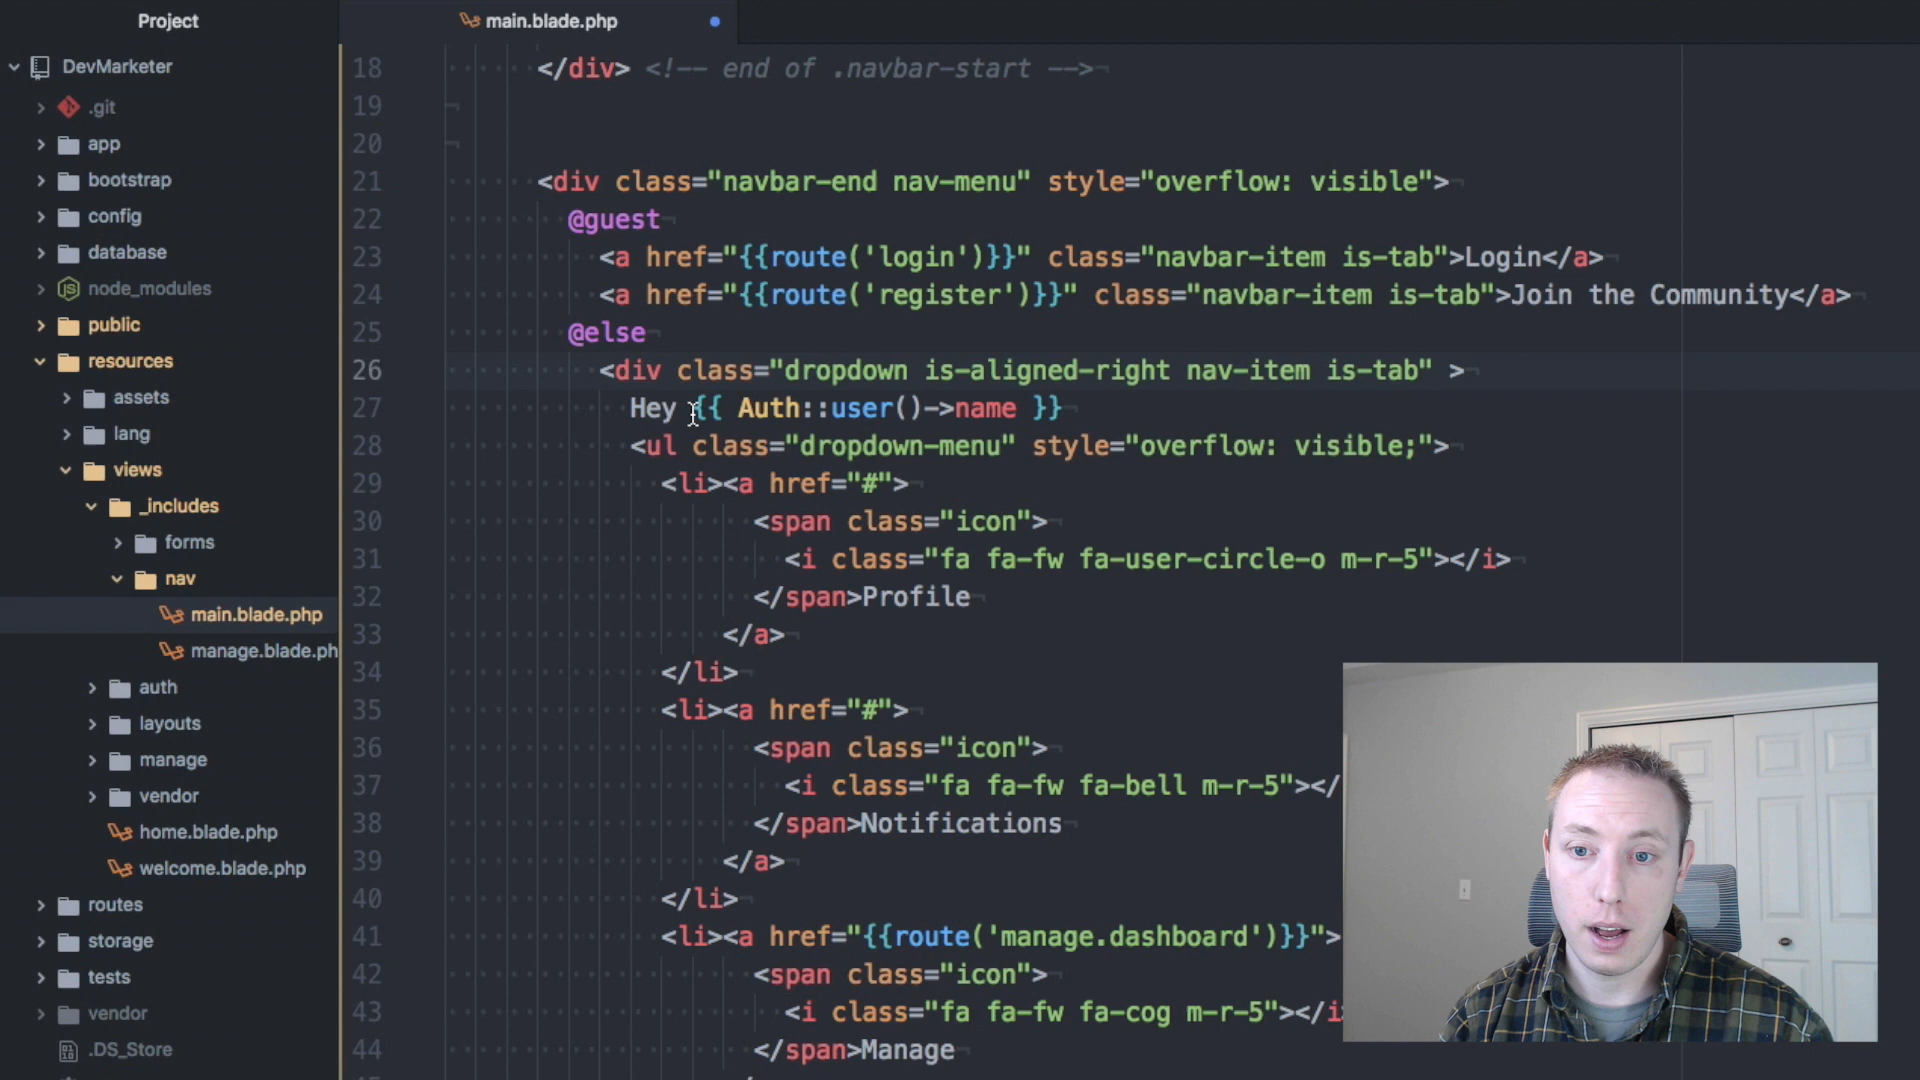 Project
main.blade.php
DevMarketer
.git
app
bootstrap
config
database
node_modules
public
resources
assets
lang
views
_includes
forms
nav
main.blade.php
manage.blade.ph
auth
layouts
manage
vendor
home.blade.php
welcome.blade.php
routes
storage
tests
vendor
.DS_Store
18 </div> <!-- end of .navbar-start -->
19
20
21 <div class="navbar-end nav-menu" style="overflow: visible">
22 @guest
23 <a href="{{route('login')}}" class="navbar-item is-tab">Login</a>
24 <a href="{{route('register')}}" class="navbar-item is-tab">Join the Community</a>
25 @else
26 <div class="dropdown is-aligned-right nav-item is-tab" >
27 Hey {{ Auth::user()->name }}
28 <ul class="dropdown-menu" style="overflow: visible;">
29 <li><a href="#">
30 <span class="icon">
31 <i class="fa fa-fw fa-user-circle-o m-r-5"></i>
32 </span>Profile
33 </a>
34 </li>
35 <li><a href="#">
36 <span class="icon">
37 <i class="fa fa-fw fa-bell m-r-5"></
38 </span>Notifications
39 </a>
40 </li>
41 <li><a href="{{route('manage.dashboard')}}">
42 <span class="icon">
43 <i class="fa fa-fw fa-cog m-r-5"></i
44 </span>Manage